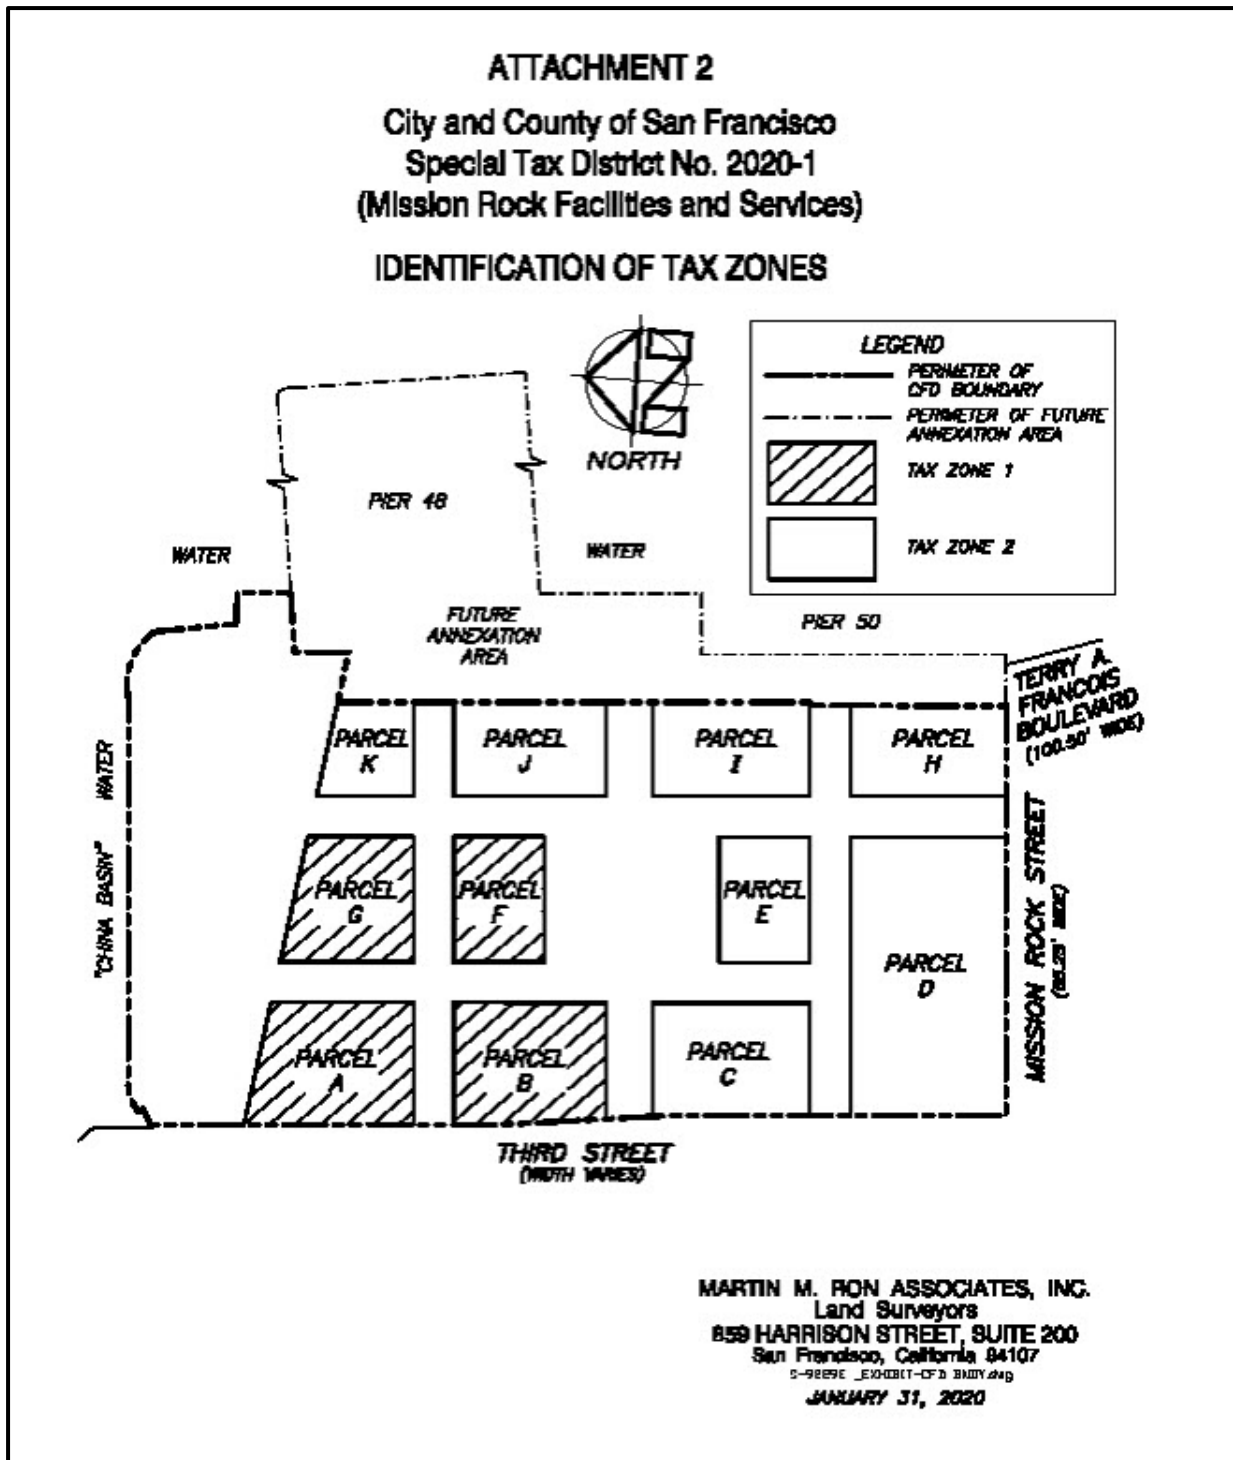 ATTACHMENT 2
City and County of San Francisco
Special Tax District No. 2020-1
(Mission Rock Facilities and Services)
IDENTIFICATION OF TAX ZONES
NORTH
LEGEND
PERIMETER OF
CFD BOUNDARY
PERIMETER OF FUTURE
ANNEXATION AREA
TAX ZONE 1
TAX ZONE 2
PIER 48
WATER
WATER
FUTURE
ANNEXATION
AREA
PIER 50
TERRY A.
FRANCOIS
BOULEVARD
(100.50' WIDE)
WATER
"CHINA BASIN"
PARCEL
K
PARCEL
J
PARCEL
I
PARCEL
H
PARCEL
G
PARCEL
F
PARCEL
E
PARCEL
D
PARCEL
A
PARCEL
B
PARCEL
C
MISSION ROCK STREET
WIDE)
THIRD STREET
(WIDTH VARIES)
MARTIN M. RON ASSOCIATES, INC.
Land Surveyors
859 HARRISON STREET, SUITE 200
San Francisco, California 94107
JANUARY 31, 2020